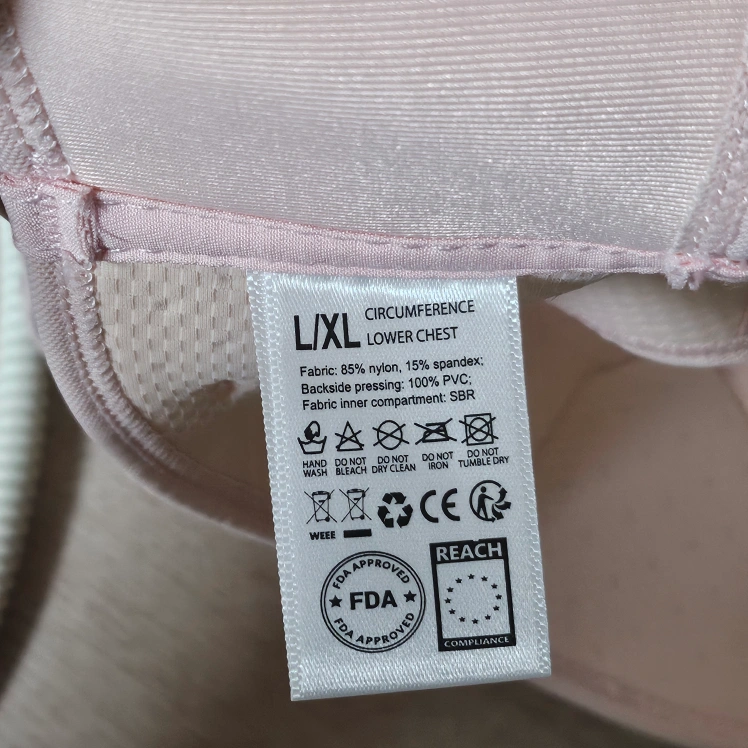 L/XL CIRCUMFERENCE
LOWER CHEST
Fabric: 85% nylon, 15% spandex;
Backside pressing: 100% PVC;
Fabric inner compartment: SBR
HAND WASH
DO NOT BLEACH
DO NOT DRY CLEAN
DO NOT IRON
DO NOT TUMBLE DRY
WEEE
CE
FDA APPROVED
FDA
FDA APPROVED
REACH
COMPLIANCE